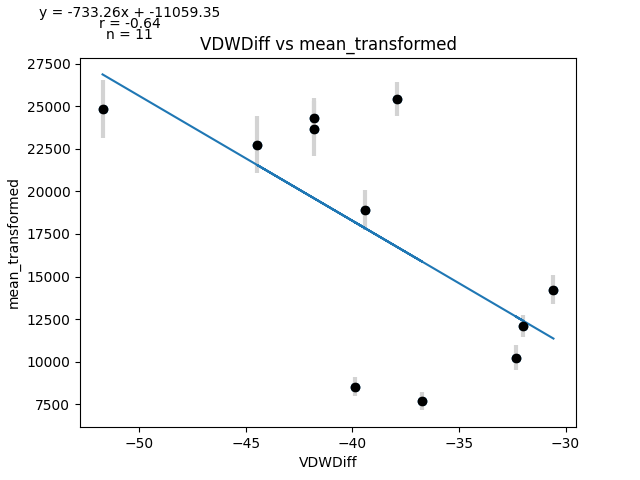 y = -733.26x + -11059.35
r = -0.64
n = 11
VDWDiff vs mean_transformed
27500
25000
22500
20000
17500
15000
12500
10000
7500
mean_transformed
−50 −45 −40 −35 −30
VDWDiff